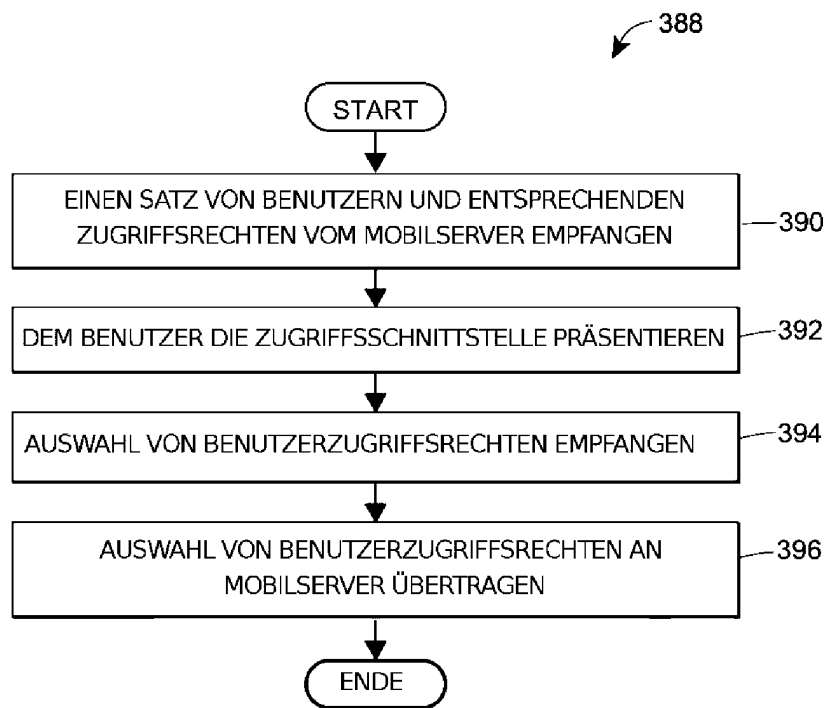 388
START
EINEN SATZ VON BENUTZERN UND ENTSPRECHENDEN
ZUGRIFFSRECHTEN VOM MOBILSERVER EMPFANGEN
390
DEM BENUTZER DIE ZUGRIFFSSCHNITTSTELLE PRÄSENTIEREN
392
AUSWAHL VON BENUTZERZUGRIFFSRECHTEN EMPFANGEN
394
AUSWAHL VON BENUTZERZUGRIFFSRECHTEN AN
MOBILSERVER ÜBERTRAGEN
396
ENDE